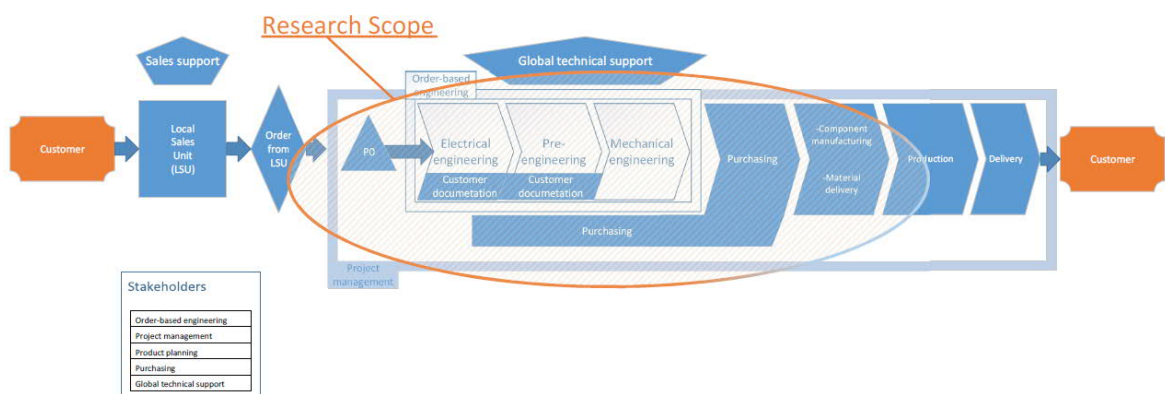 Research Scope
Sales support
Global technical support
Order-based
engineering
Customer
Local
Sales
Unit
(LSU)
Order
from
LSU
PO
Electrical
engineering
Customer
documetation
Pre-
engineering
Customer
documetation
Mechanical
engineering
Purchasing
-Component
manufacturing
-Material
delivery
Production
Delivery
Customer
Purchasing
Project
management
Stakeholders
Order-based engineering
Project management
Product planning
Purchasing
Global technical support